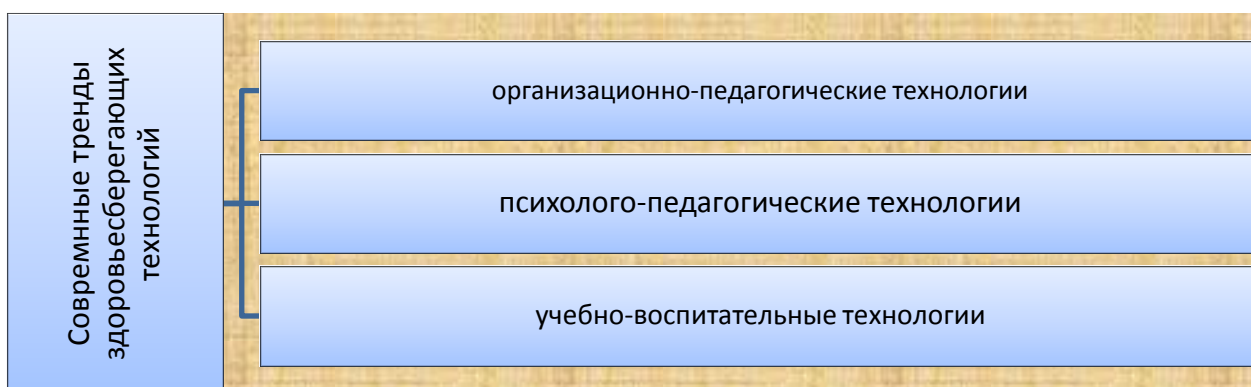 Современные тренды
здоровьесберегающих
технологий
организационно-педагогические технологии
психолого-педагогические технологии
учебно-воспитательные технологии